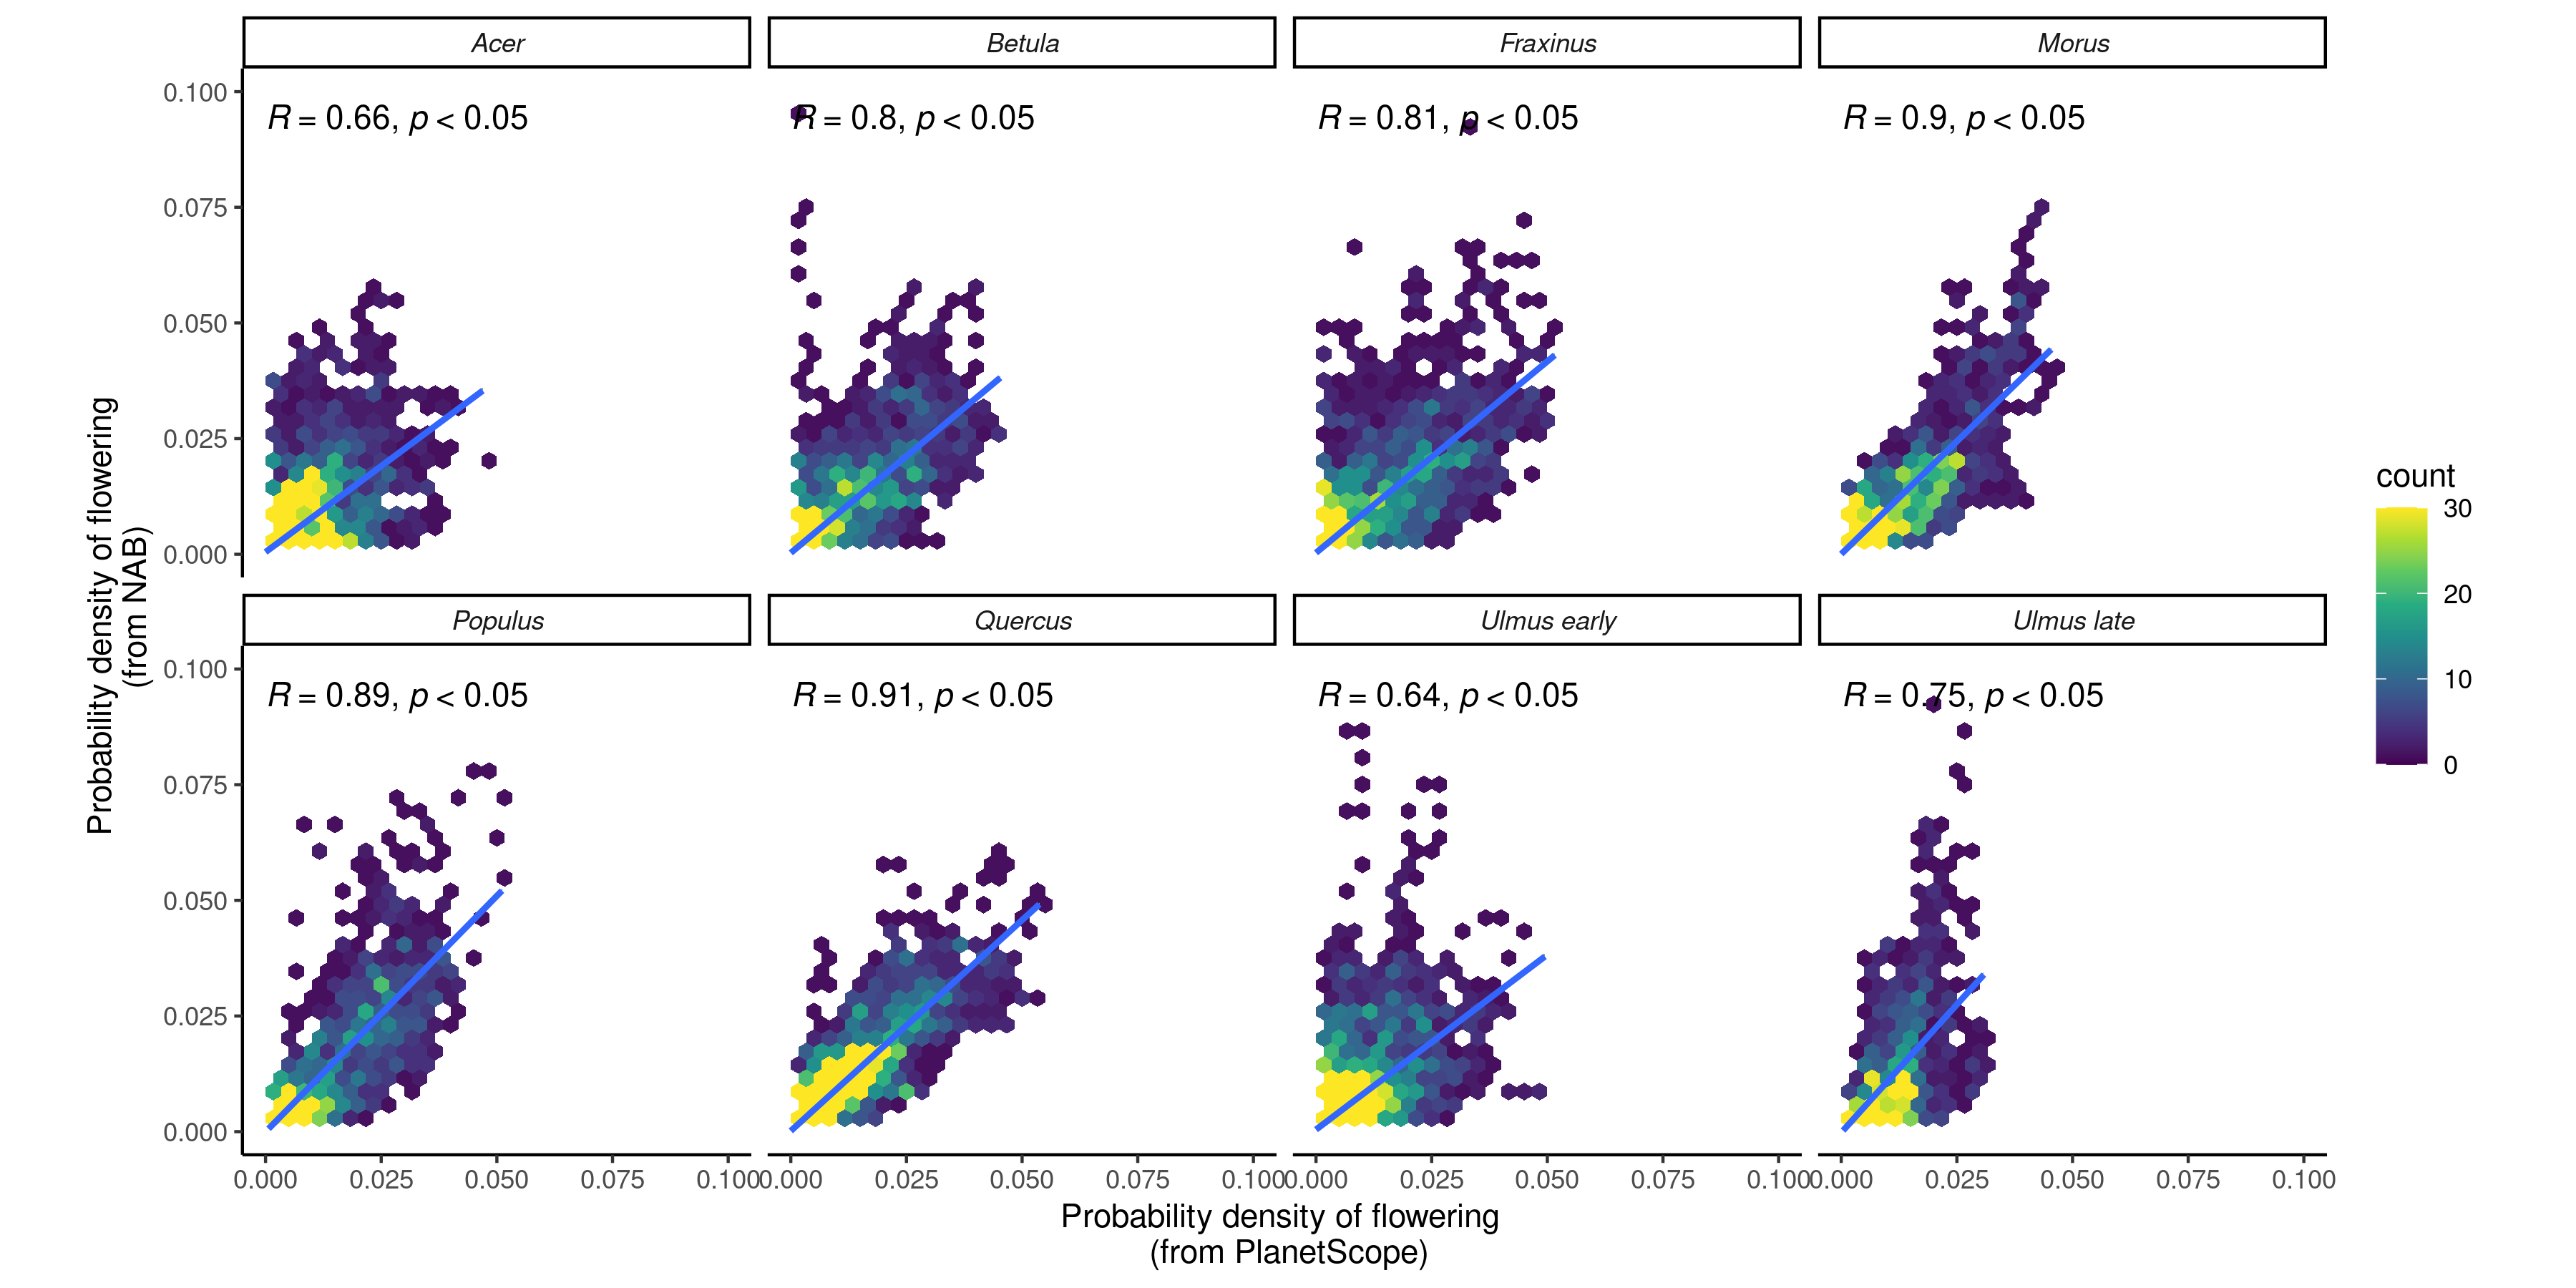 Acer
Betula
Fraxinus
Morus
R = 0.66, p < 0.05
R = 0.8, p < 0.05
R = 0.81, p < 0.05
R = 0.9, p < 0.05
0.100
0.075
0.050
0.025
0.000
Populus
Quercus
Ulmus early
Ulmus late
R = 0.89, p < 0.05
R = 0.91, p < 0.05
R = 0.64, p < 0.05
R = 0.75, p < 0.05
0.100
0.075
0.050
0.025
0.000
0.000 0.025 0.050 0.075 0.100
0.000 0.025 0.050 0.075 0.100
0.000 0.025 0.050 0.075 0.100
0.000 0.025 0.050 0.075 0.100
Probability density of flowering
(from NAB)
Probability density of flowering
(from PlanetScope)
count
30
20
10
0